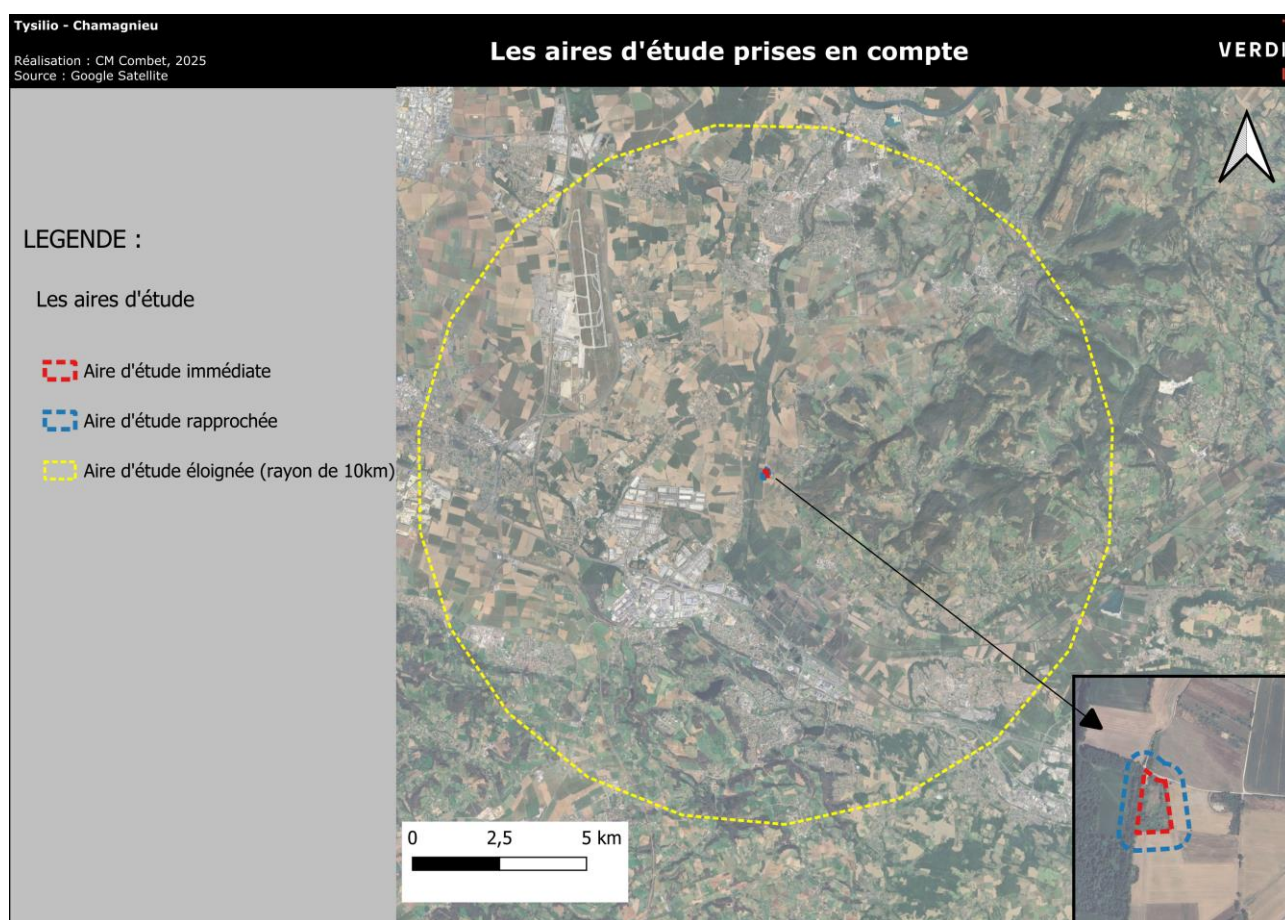 Tysilio - Chamagnieu
Réalisation : CM Combet, 2025
Source : Google Satellite
Les aires d'étude prises en compte
VERDI
LEGENDE :
Les aires d'étude
Aire d'étude immédiate
Aire d'étude rapprochée
Aire d'étude éloignée (rayon de 10km)
0 2,5 5 km